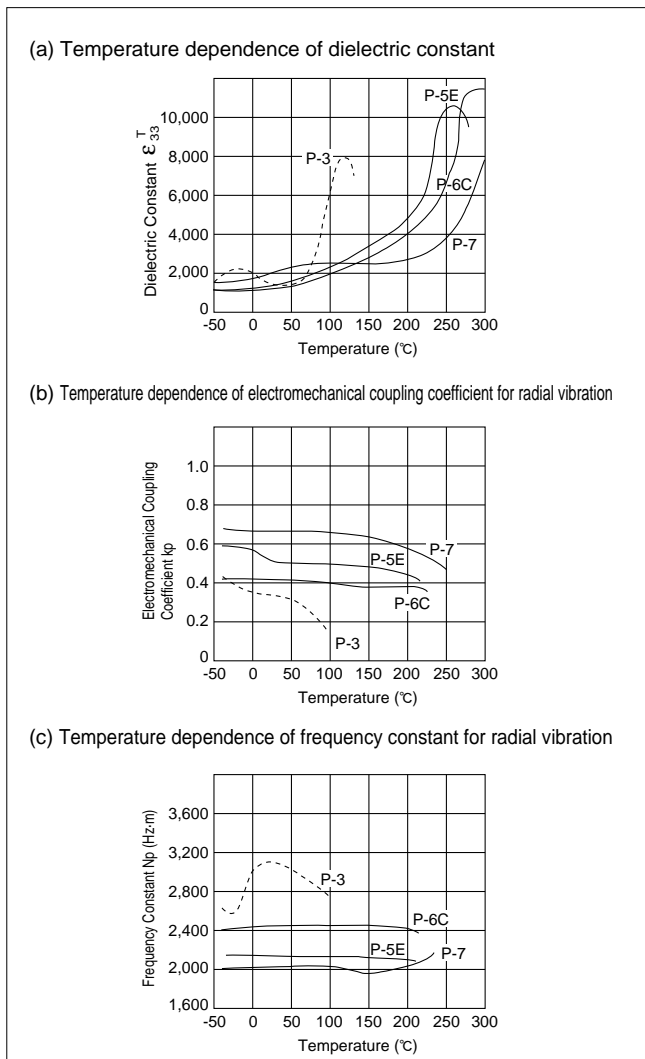 (a) Temperature dependence of dielectric constant
Dielectric Constant ε₃₃ᵀ
10,000
8,000
6,000
4,000
2,000
0
P-5E
P-3
P-6C
P-7
-50 0 50 100 150 200 250 300
Temperature (℃)
(b) Temperature dependence of electromechanical coupling coefficient for radial vibration
Electromechanical Coupling
Coefficient kp
1.0
0.8
0.6
0.4
0.2
0
P-7
P-5E
P-6C
P-3
-50 0 50 100 150 200 250 300
Temperature (℃)
(c) Temperature dependence of frequency constant for radial vibration
Frequency Constant Np (Hz·m)
3,600
3,200
2,800
2,400
2,000
1,600
P-3
P-6C
P-5E
P-7
-50 0 50 100 150 200 250 300
Temperature (℃)